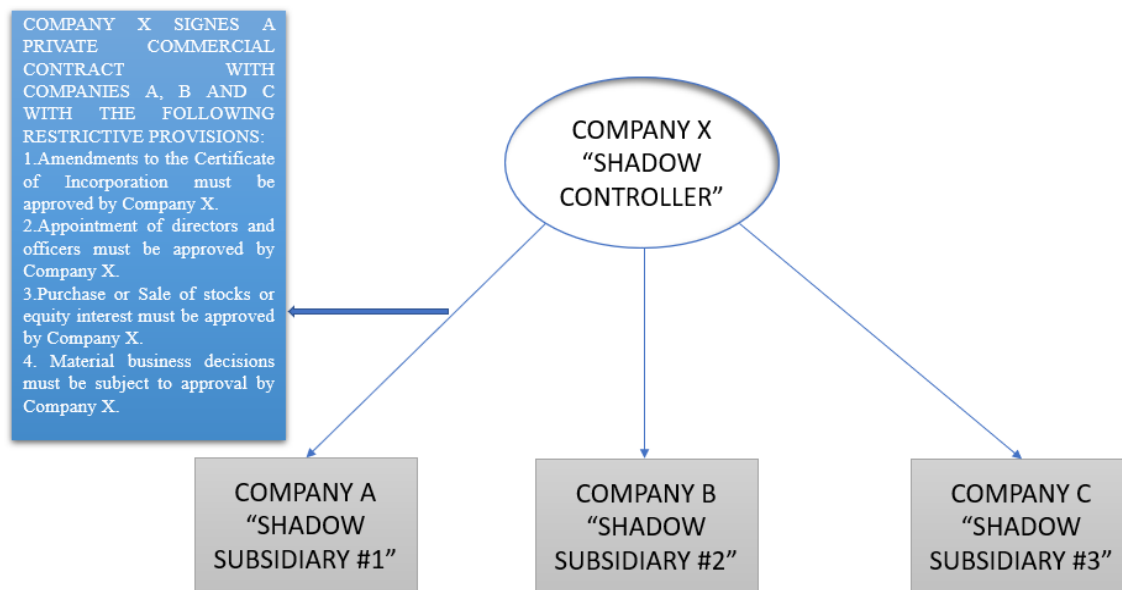 COMPANY X SIGNES A
PRIVATE COMMERCIAL
CONTRACT WITH
COMPANIES A, B AND C
WITH THE FOLLOWING
RESTRICTIVE PROVISIONS:
1.Amendments to the Certificate
of Incorporation must be
approved by Company X.
2.Appointment of directors and
officers must be approved by
Company X.
3.Purchase or Sale of stocks or
equity interest must be approved
by Company X.
4. Material business decisions
must be subject to approval by
Company X.
COMPANY X
“SHADOW
CONTROLLER”
COMPANY A
“SHADOW
SUBSIDIARY #1”
COMPANY B
“SHADOW
SUBSIDIARY #2”
COMPANY C
“SHADOW
SUBSIDIARY #3”